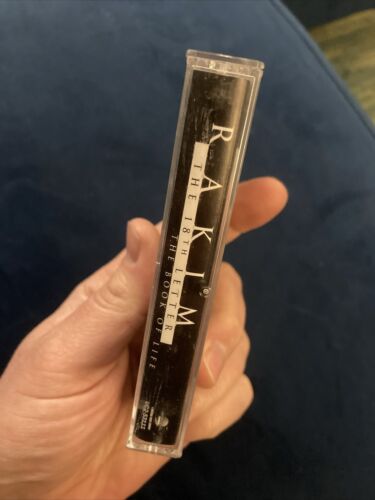 RAKIM
THE 18TH LETTER
THE BOOK OF LIFE